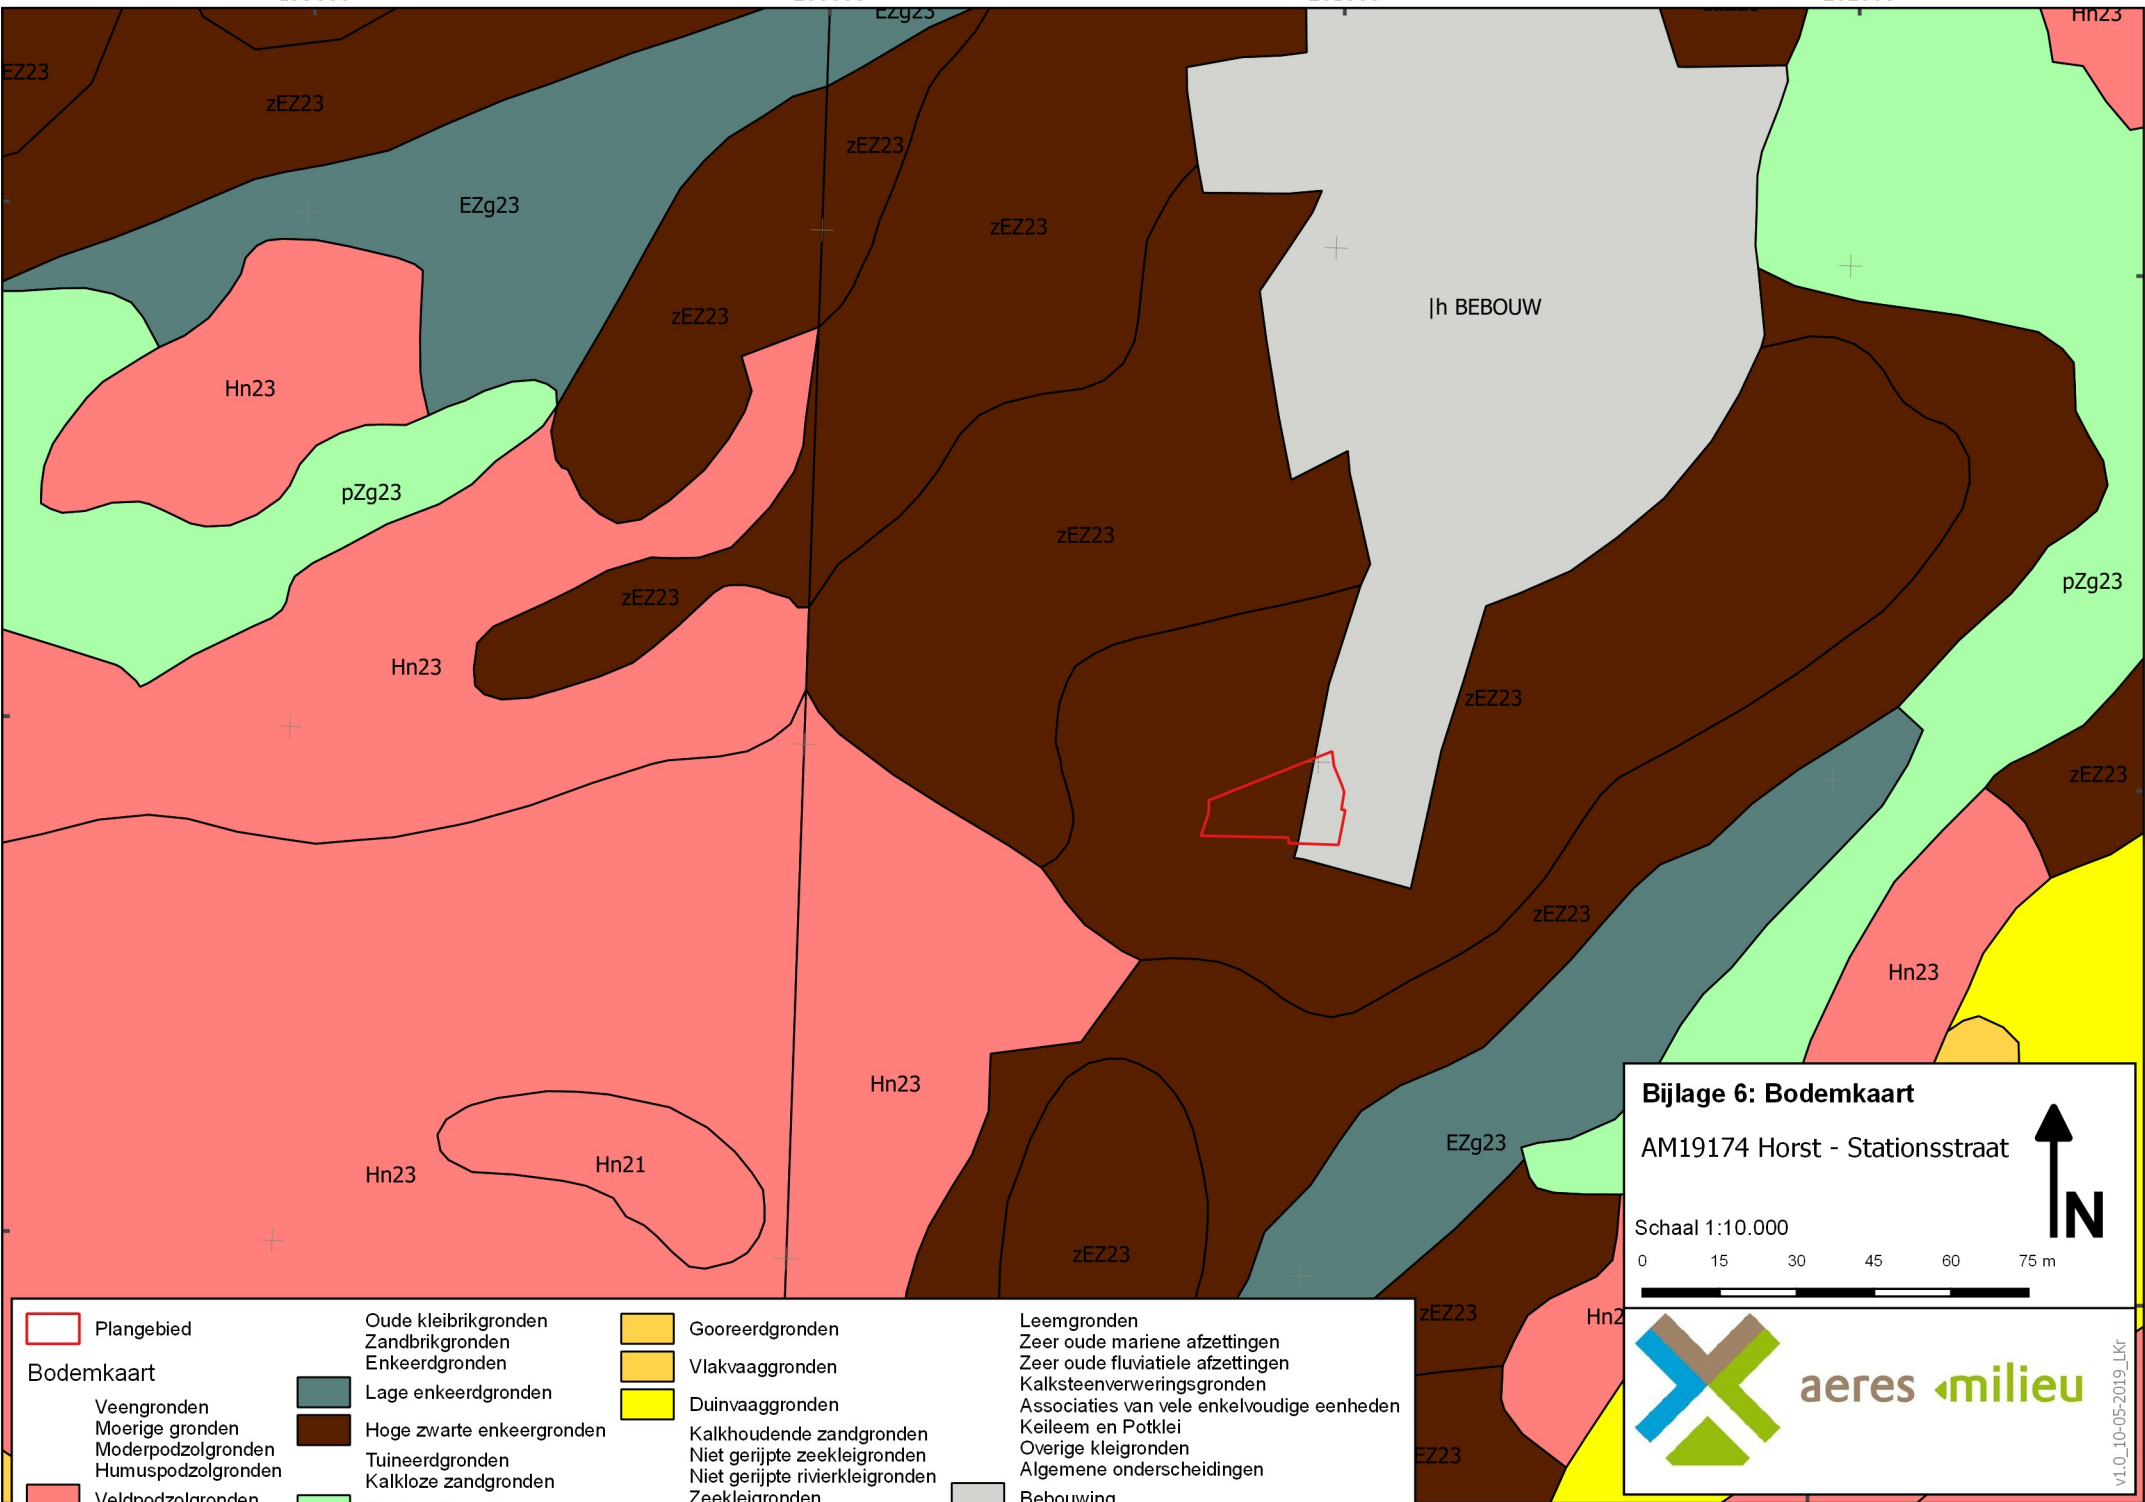 EZg23
Hn23
EZ23
zEZ23
zEZ23
EZg23
zEZ23
|h BEBOUW
zEZ23
Hn23
pZg23
zEZ23
pZg23
zEZ23
Hn23
zEZ23
zEZ23
zEZ23
Hn23
Hn23
EZg23
Hn21
Hn23
zEZ23
zEZ23
Hn2
EZ23
Bijlage 6: Bodemkaart
AM19174 Horst - Stationsstraat
N
Schaal 1:10.000
0 15 30 45 60 75 m
aeres milieu
v1.0_10-05-2019_LKr
Plangebied
Bodemkaart
Veengronden
Moerige gronden
Moderpodzolgronden
Humuspodzolgronden
Veldpodzolgronden
Oude kleibrikgronden
Zandbrikgronden
Enkeerdgronden
Lage enkeerdgronden
Hoge zwarte enkeergronden
Tuineerdgronden
Kalkloze zandgronden
Gooreerdgronden
Vlakvaaggronden
Duinvaaggronden
Kalkhoudende zandgronden
Niet gerijpte zeekleigronden
Niet gerijpte rivierkleigronden
Zeekleigronden
Leemgronden
Zeer oude mariene afzettingen
Zeer oude fluviatiele afzettingen
Kalksteenverweringsgronden
Associaties van vele enkelvoudige eenheden
Keileem en Potklei
Overige kleigronden
Algemene onderscheidingen
Bebouwing